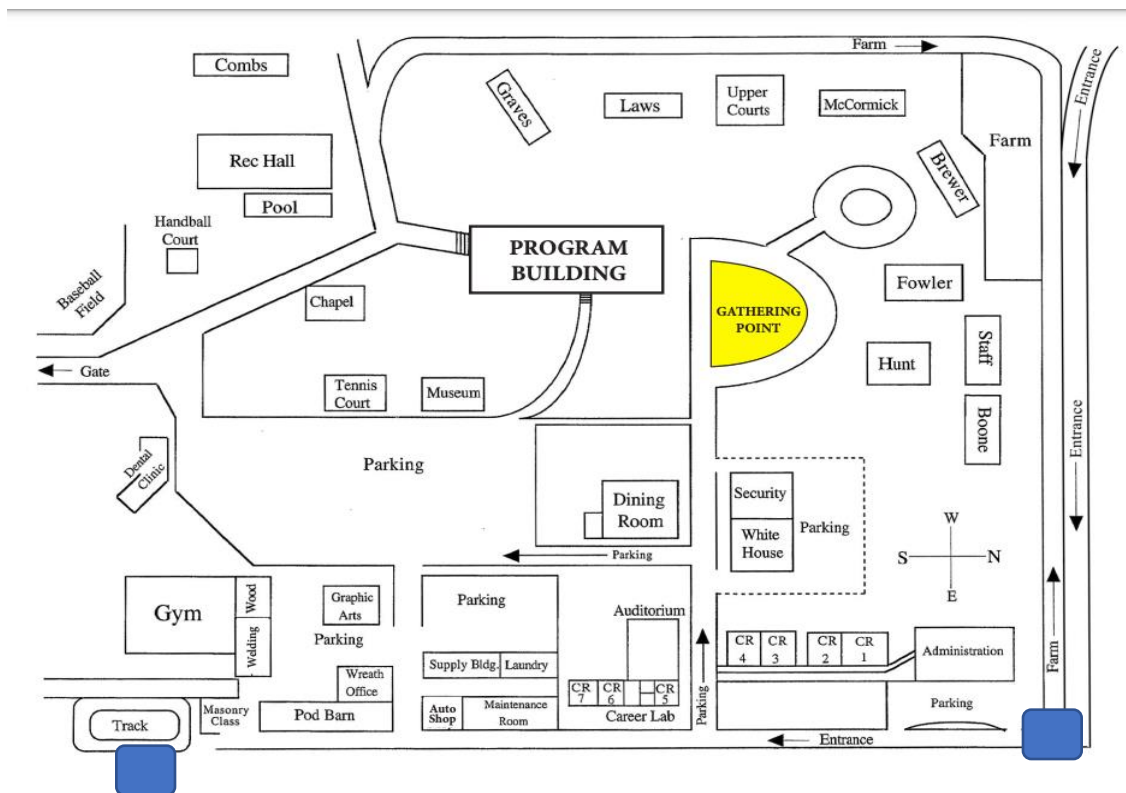 Farm
Combs
Graves
Laws
Upper
Courts
McCormick
Entrance
Farm
Rec Hall
Brewer
Pool
Handball
Court
PROGRAM
BUILDING
Baseball
Field
Chapel
GATHERING
POINT
Fowler
Staff
Hunt
Gate
Tennis
Court
Museum
Boone
Entrance
Dental
Clinic
Parking
Dining
Room
Security
White
House
Parking
W
S
N
E
Parking
Gym
Wood
Welding
Graphic
Arts
Parking
Parking
Auditorium
Supply Bldg.
Laundry
CR
4
CR
3
CR
2
CR
1
Administration
Farm
Wreath
Office
CR
7
CR
6
CR
5
Career Lab
Parking
Parking
Track
Masonry
Class
Pod Barn
Auto
Shop
Maintenance
Room
Entrance